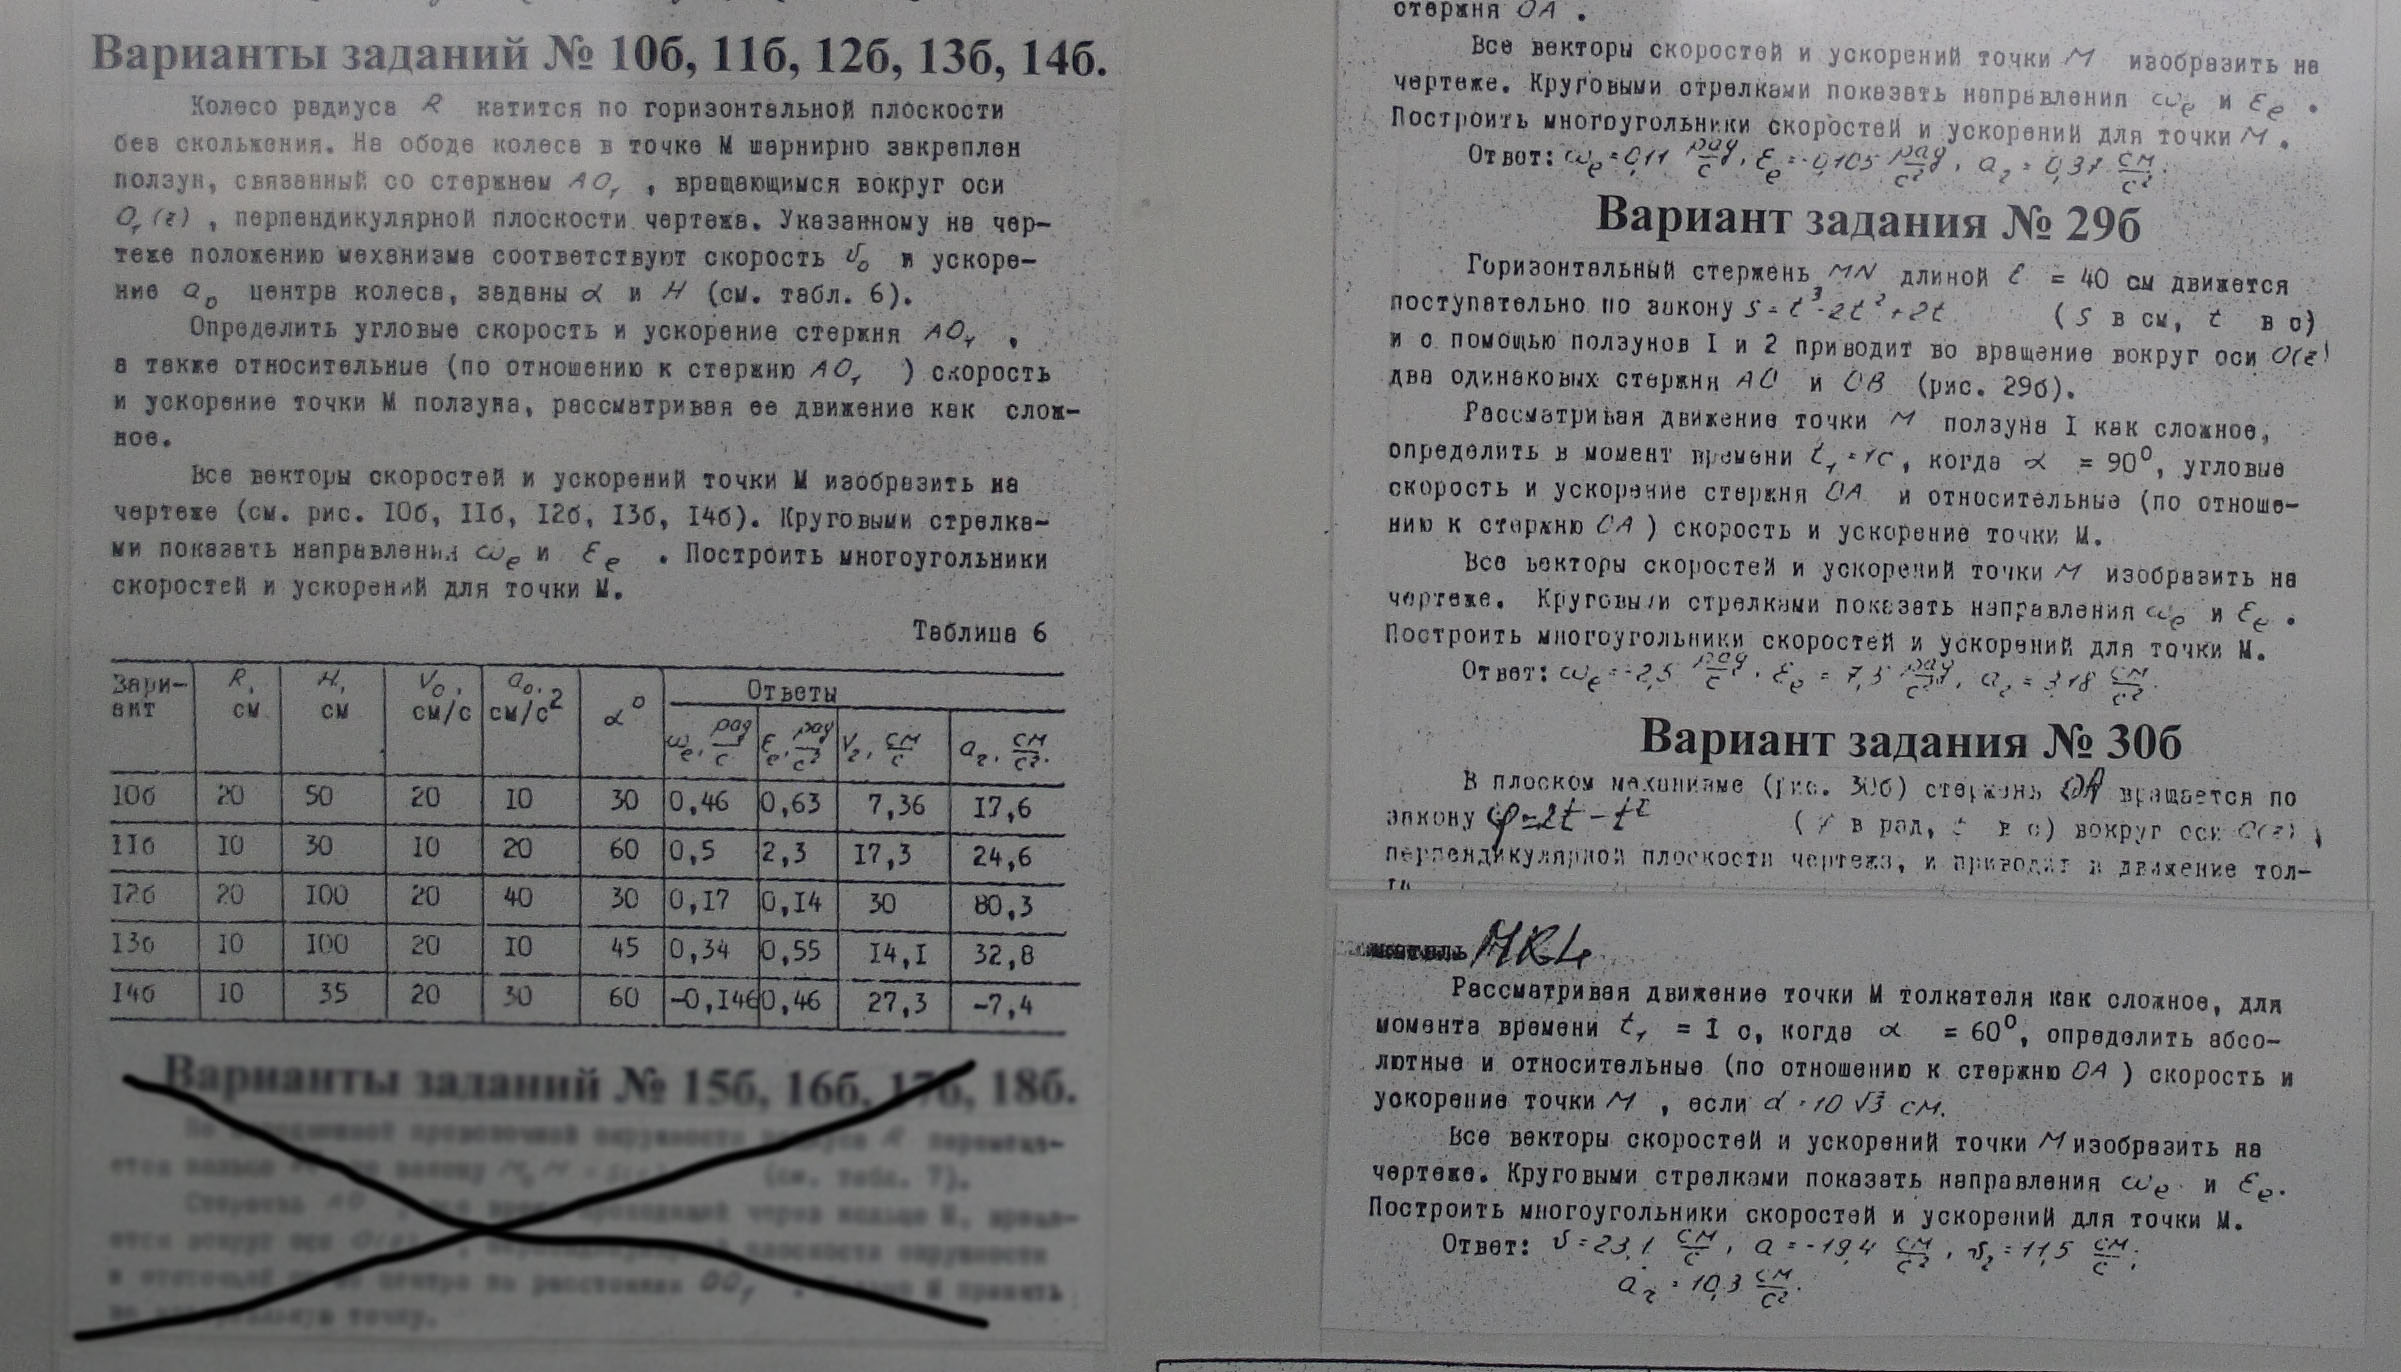 Варианты заданий № 10б, 11б, 12б, 13б, 14б.
Колесо радиуса R катится по горизонтальной плоскости
без скольжения. На ободе колеса в точке М шарнирно закреплен
ползун, связанный со стержнем AO₁, вращающимся вокруг оси
O₁(z), перпендикулярной плоскости чертежа. Указанному на чер-
теже положению механизма соответствуют скорость v₀ и ускоре-
ние a₀ центра колеса, заданы α и H (см. табл. 6).
Определить угловые скорость и ускорение стержня AO₁,
а также относительные (по отношению к стержню AO₁) скорость
и ускорение точки М ползуна, рассматривая ее движение как слож-
ное.
Все векторы скоростей и ускорений точки М изобразить на
чертеже (см. рис. 10б, 11б, 12б, 13б, 14б). Круговыми стрелка-
ми показать направления ωe и εe. Построить многоугольники
скоростей и ускорений для точки М.
Таблица 6
Вари-ант R, см H, см V₀, см/с a₀, см/с² α° Ответы
ωe, рад/с εe, рад/с² Vr, см/с ar, см/с².
10б 20 50 20 10 30 0,46 0,63 7,36 17,6
11б 10 30 10 20 60 0,5 2,3 17,3 24,6
12б 20 100 20 40 30 0,17 0,14 30 80,3
13б 10 100 20 10 45 0,34 0,55 14,1 32,8
14б 10 35 20 30 60 -0,146 0,46 27,3 -7,4
Варианты заданий № 15б, 16б, 17б, 18б.
стержня OA.
Все векторы скоростей и ускорений точки M изобразить на
чертеже. Круговыми стрелками показать направления ωe и εe.
Построить многоугольники скоростей и ускорений для точки M.
Ответ: ωe = 0,11 рад/с, εe = -0,105 рад/с², ar = 0,37 см/с².
Вариант задания № 29б
Горизонтальный стержень MN длиной ℓ = 40 см движется
поступательно по закону S = t³-2t²+2t (S в см, t в с)
и с помощью ползунов 1 и 2 приводит во вращение вокруг оси O(z)
два одинаковых стержня AO и OB (рис. 29б).
Рассматривая движение точки M ползуна 1 как сложное,
определить в момент времени t₁ = 1c, когда α = 90°, угловые
скорость и ускорение стержня OA и относительные (по отноше-
нию к стержню OA) скорость и ускорение точки М.
Все векторы скоростей и ускорений точки M изобразить на
чертеже. Круговыми стрелками показать направления ωe и εe.
Построить многоугольники скоростей и ускорений для точки М.
Ответ: ωe = -2,5 рад/с, εe = 7,5 рад/с², ar = 318 см/с².
Вариант задания № 30б
В плоском механизме (рис. 30б) стержень OA вращается по
закону φ=2t-t² (φ в рад, t в с) вокруг оси O(z),
перпендикулярной плоскости чертежа, и приводит в движение тол-
MKL
Рассматривая движение точки М толкателя как сложное, для
момента времени t₁ = 1 с, когда α = 60°, определить абсо-
лютные и относительные (по отношению к стержню OA) скорость и
ускорение точки M, если d = 10√3 см.
Все векторы скоростей и ускорений точки M изобразить на
чертеже. Круговыми стрелками показать направления ωe и εe.
Построить многоугольники скоростей и ускорений для точки М.
Ответ: v = 23,1 см/с, a = -19,4 см/с², vr = 11,5 см/с;
ar = 10,3 см/с².